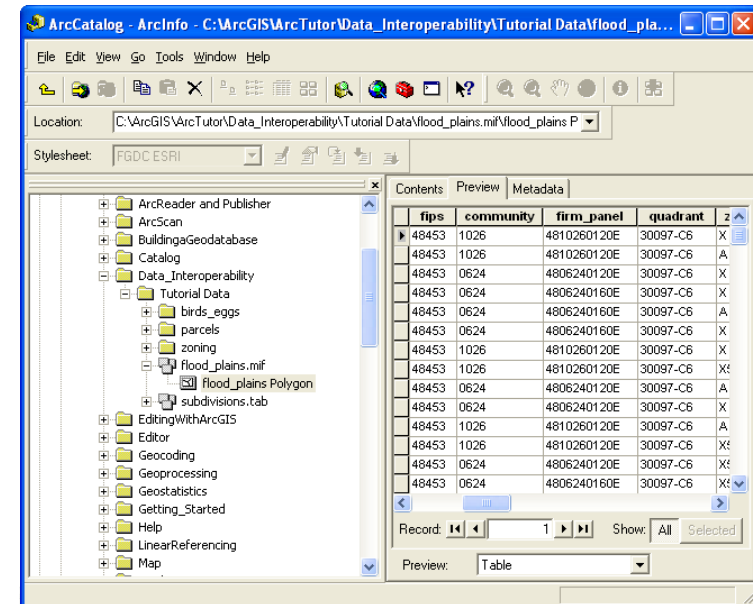 ArcCatalog - ArcInfo - C:\ArcGIS\ArcTutor\Data_Interoperability\Tutorial Data\flood_pla...
File Edit View Go Tools Window Help
Location: C:\ArcGIS\ArcTutor\Data_Interoperability\Tutorial Data\flood_plains.mif\flood_plains P
Stylesheet: FGDC ESRI
ArcReader and Publisher
ArcScan
BuildingaGeodatabase
Catalog
Data_Interoperability
Tutorial Data
birds_eggs
parcels
zoning
flood_plains.mif
flood_plains Polygon
subdivisions.tab
EditingWithArcGIS
Editor
Geocoding
Geoprocessing
Geostatistics
Getting_Started
Help
LinearReferencing
Map
Contents Preview Metadata
fips community firm_panel quadrant z
48453 1026 4810260120E 30097-C6 X
48453 1026 4810260120E 30097-C6 A
48453 0624 4806240120E 30097-C6 X
48453 0624 4806240160E 30097-C6 X
48453 0624 4806240160E 30097-C6 A
48453 0624 4806240160E 30097-C6 X
48453 1026 4810260120E 30097-C6 X
48453 1026 4810260120E 30097-C6 X5
48453 0624 4806240120E 30097-C6 A
48453 0624 4806240120E 30097-C6 X
48453 1026 4810260120E 30097-C6 A
48453 1026 4810260120E 30097-C6 X5
48453 0624 4806240120E 30097-C6 X5
48453 0624 4806240160E 30097-C6 X5
Record: 1 Show: All Selected
Preview: Table